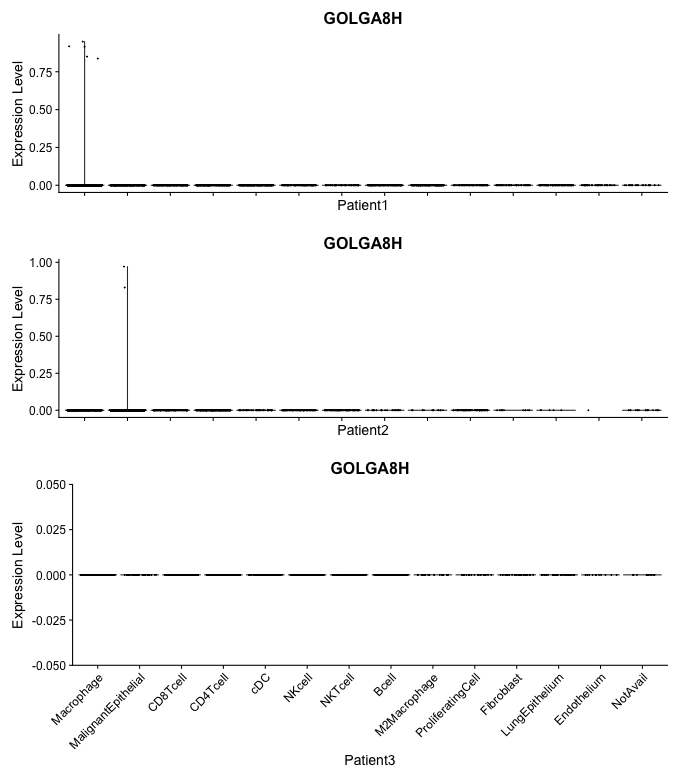 GOLGA8H
Expression Level
0.75
0.50
0.25
0.00
Patient1
GOLGA8H
Expression Level
1.00
0.75
0.50
0.25
0.00
Patient2
GOLGA8H
Expression Level
0.050
0.025
0.000
-0.025
-0.050
Macrophage
MalignantEpithelial
CD8Tcell
CD4Tcell
cDC
NKcell
NKTcell
Bcell
M2Macrophage
ProliferatingCell
Fibroblast
LungEpithelium
Endothelium
NotAvail
Patient3